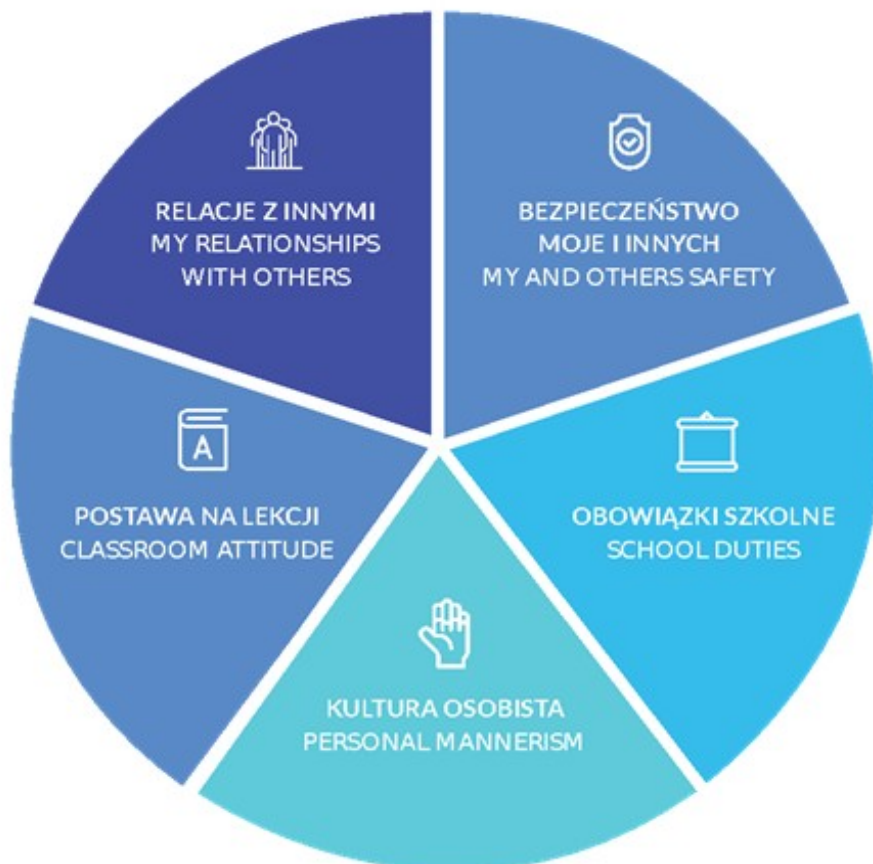 RELACJE Z INNYMI
MY RELATIONSHIPS
WITH OTHERS
BEZPIECZEŃSTWO
MOJE I INNYCH
MY AND OTHERS SAFETY
A
POSTAWA NA LEKCJI
CLASSROOM ATTITUDE
OBOWIĄZKI SZKOLNE
SCHOOL DUTIES
KULTURA OSOBISTA
PERSONAL MANNERISM